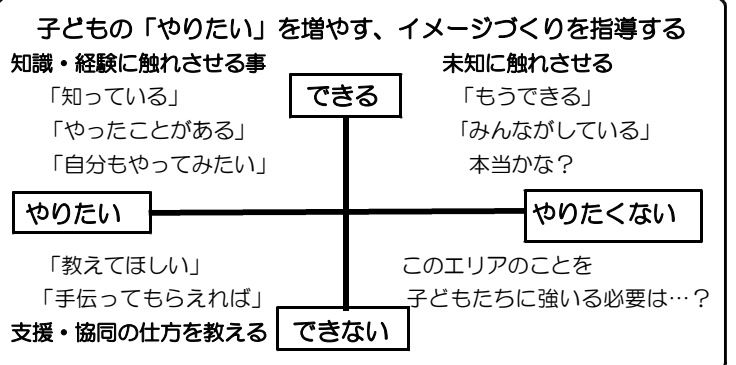 子どもの「やりたい」を増やす、イメージづくりを指導する
知識・経験に触れさせる事
未知に触れさせる
「知っている」
できる
「もうできる」
「やったことがある」
「みんながしている」
「自分もやってみたい」
本当かな？
やりたい
やりたくない
「教えてほしい」
このエリアのことを
「手伝ってもらえれば」
子どもたちに強いる必要は…？
支援・協同の仕方を教える
できない